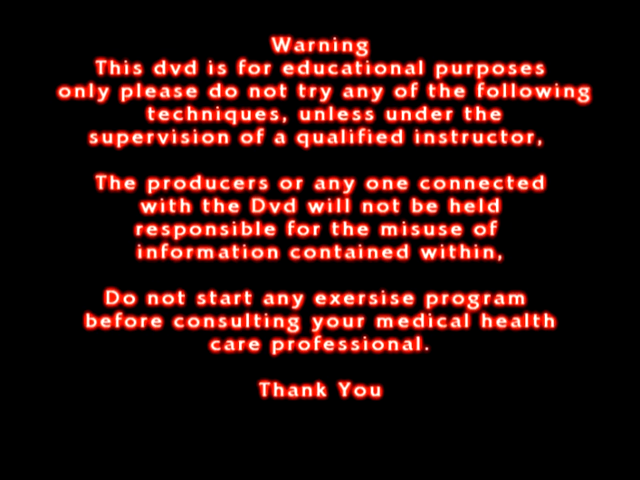 Warning
This dvd is for educational purposes
only please do not try any of the following
techniques, unless under the
supervision of a qualified instructor,
The producers or any one connected
with the Dvd will not be held
responsible for the misuse of
information contained within,
Do not start any exersise program
before consulting your medical health
care professional.
Thank You